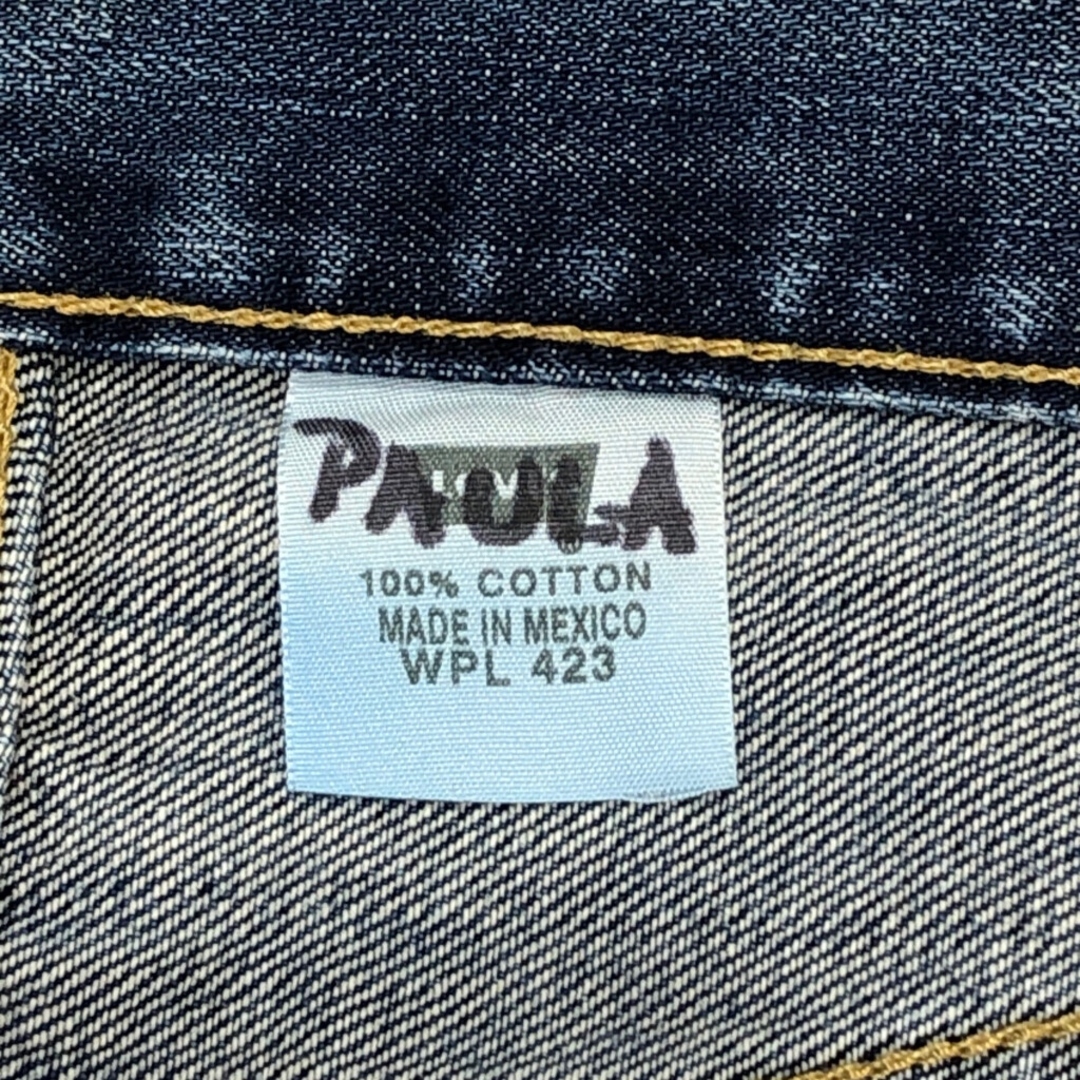 PAULA
100% COTTON
MADE IN MEXICO
WPL 423